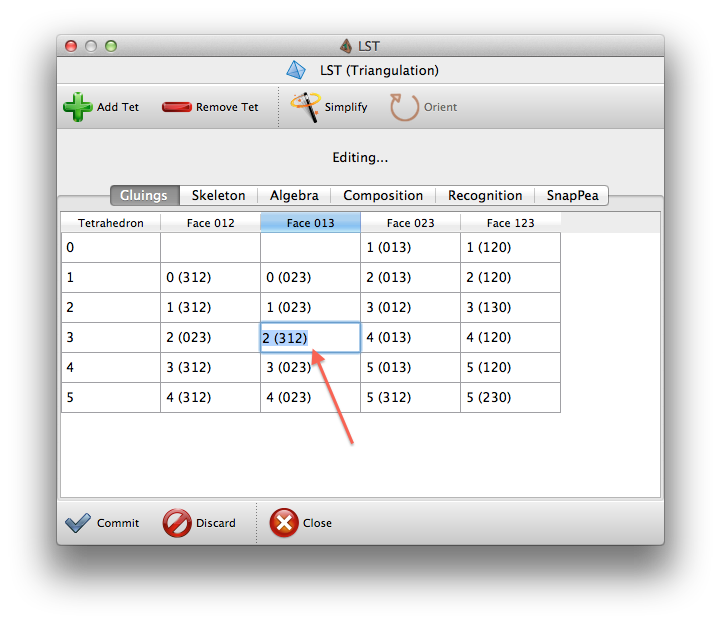 LST
LST (Triangulation)
Add Tet Remove Tet Simplify Orient
Editing...
Gluings Skeleton Algebra Composition Recognition SnapPea
Tetrahedron Face 012 Face 013 Face 023 Face 123
0 1 (013) 1 (120)
1 0 (312) 0 (023) 2 (013) 2 (120)
2 1 (312) 1 (023) 3 (012) 3 (130)
3 2 (023) 2 (312) 4 (013) 4 (120)
4 3 (312) 3 (023) 5 (013) 5 (120)
5 4 (312) 4 (023) 5 (312) 5 (230)
Commit Discard Close